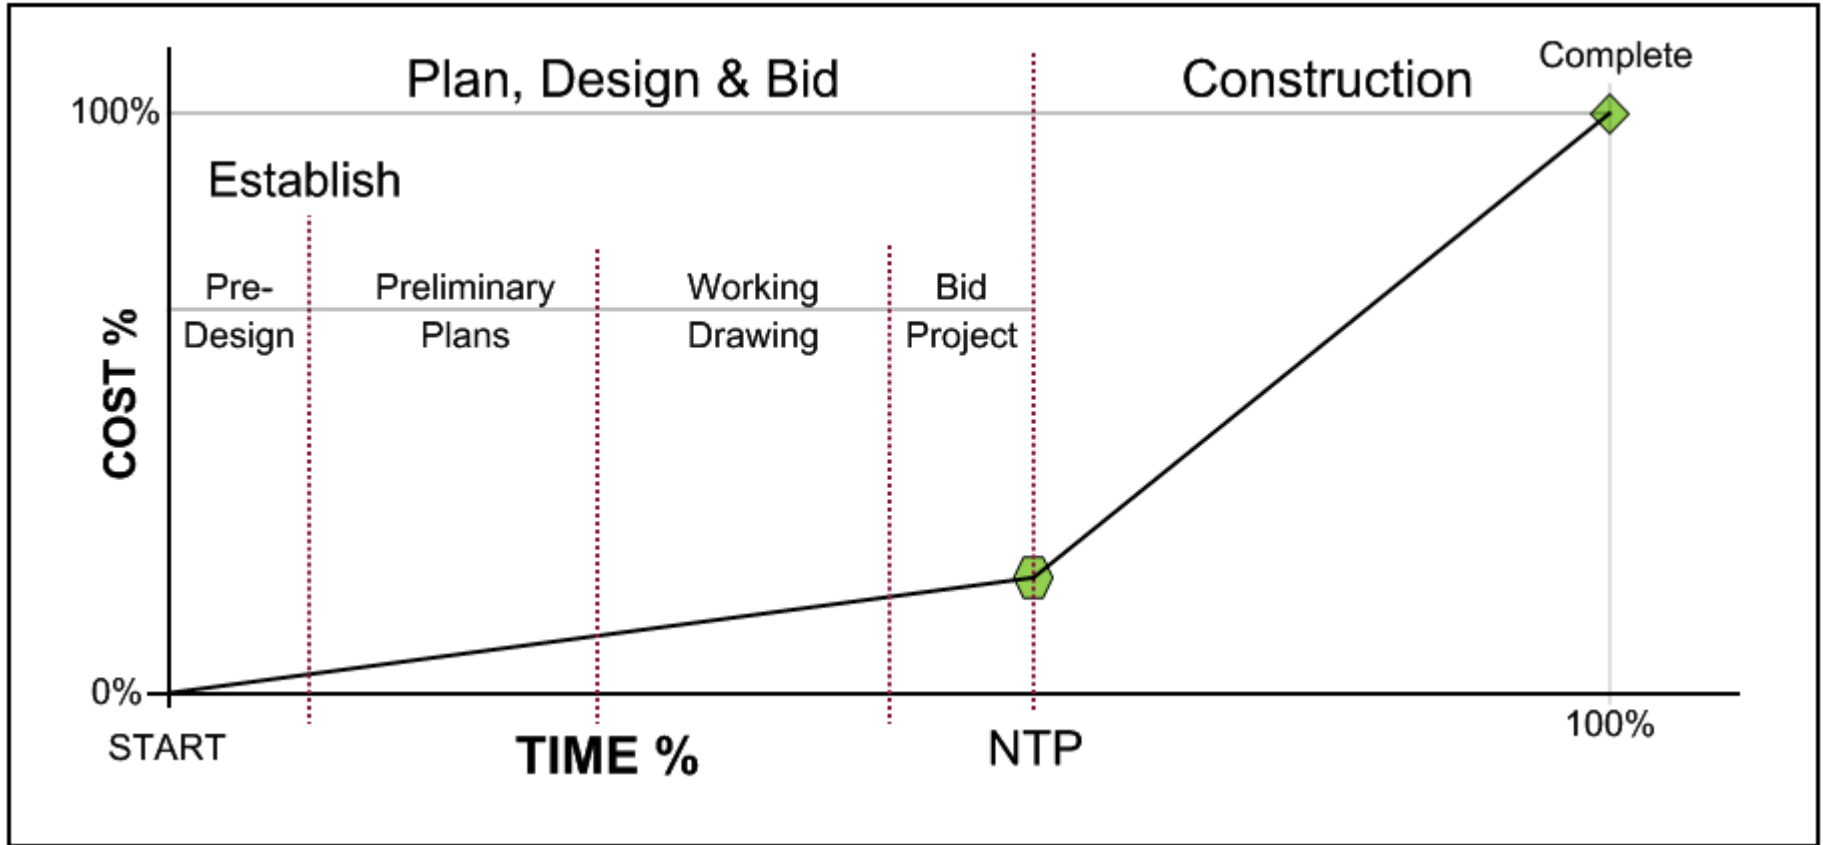 Complete
Plan, Design & Bid
Construction
100%
Establish
Pre-
Design
Preliminary
Plans
Working
Drawing
Bid
Project
COST %
0%
START
TIME %
NTP
100%